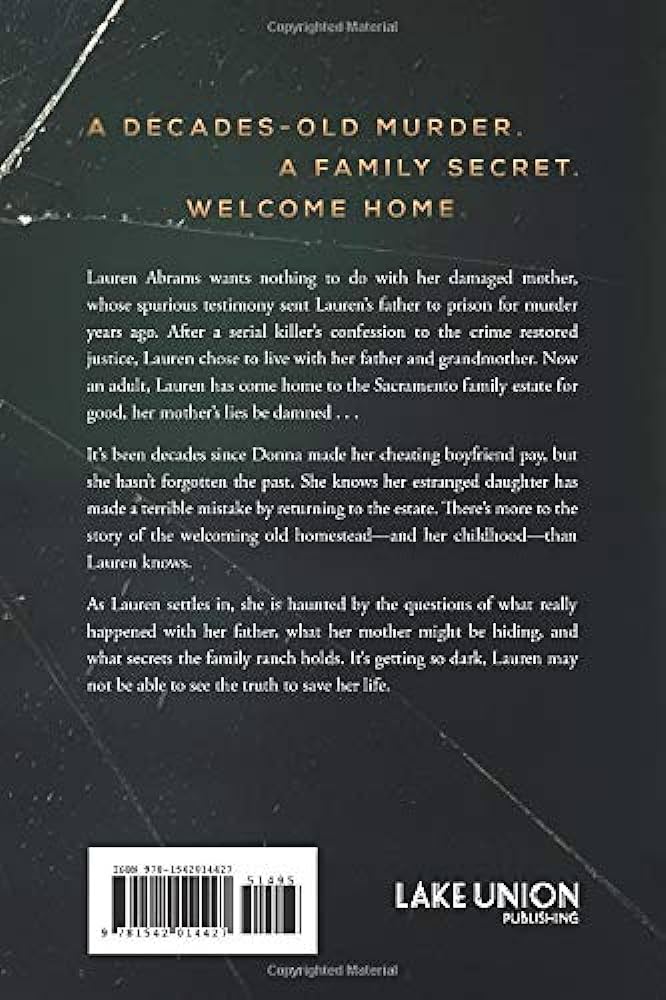 Copyrighted Material
A DECADES-OLD MURDER.
A FAMILY SECRET.
WELCOME HOME.
Lauren Abrams wants nothing to do with her damaged mother,
whose spurious testimony sent Lauren's father to prison for murder
years ago. After a serial killer's confession to the crime restored
justice, Lauren chose to live with her father and grandmother. Now
an adult, Lauren has come home to the Sacramento family estate for
good, her mother's lies be damned . . .
It's been decades since Donna made her cheating boyfriend pay, but
she hasn't forgotten the past. She knows her estranged daughter has
made a terrible mistake by returning to the estate. There's more to the
story of the welcoming old homestead—and her childhood—than
Lauren knows.
As Lauren settles in, she is haunted by the questions of what really
happened with her father, what her mother might be hiding, and
what secrets the family ranch holds. It's getting so dark, Lauren may
not be able to see the truth to save her life.
ISBN 978-1542014427
51495
9 781542 014427
LAKE UNION
PUBLISHING
Copyrighted Material